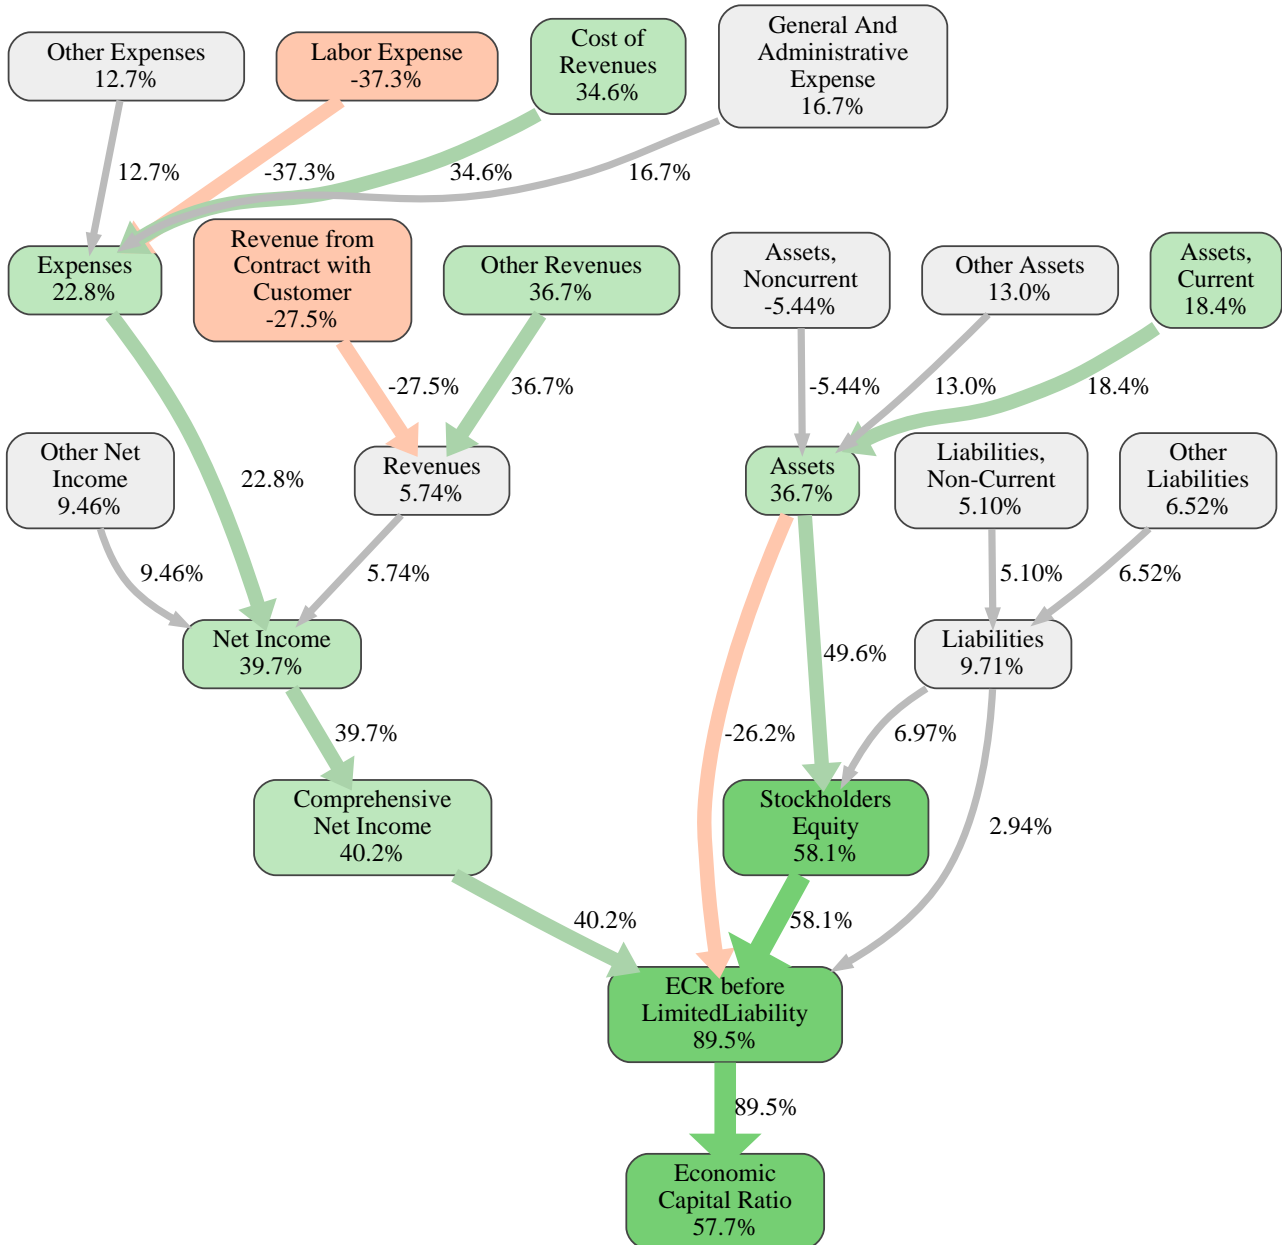 Other Expenses
12.7%
Labor Expense
-37.3%
Cost of
Revenues
34.6%
General And
Administrative
Expense
16.7%
12.7%
-37.3%
34.6%
16.7%
Expenses
22.8%
Revenue from
Contract with
Customer
-27.5%
Other Revenues
36.7%
Assets,
Noncurrent
-5.44%
Other Assets
13.0%
Assets,
Current
18.4%
-27.5%
36.7%
-5.44%
13.0%
18.4%
Other Net
Income
9.46%
22.8%
Revenues
5.74%
Assets
36.7%
Liabilities,
Non-Current
5.10%
Other
Liabilities
6.52%
9.46%
5.74%
5.10%
6.52%
Net Income
39.7%
49.6%
Liabilities
9.71%
39.7%
-26.2%
6.97%
Comprehensive
Net Income
40.2%
Stockholders
Equity
58.1%
2.94%
40.2%
58.1%
ECR before
LimitedLiability
89.5%
89.5%
Economic
Capital Ratio
57.7%